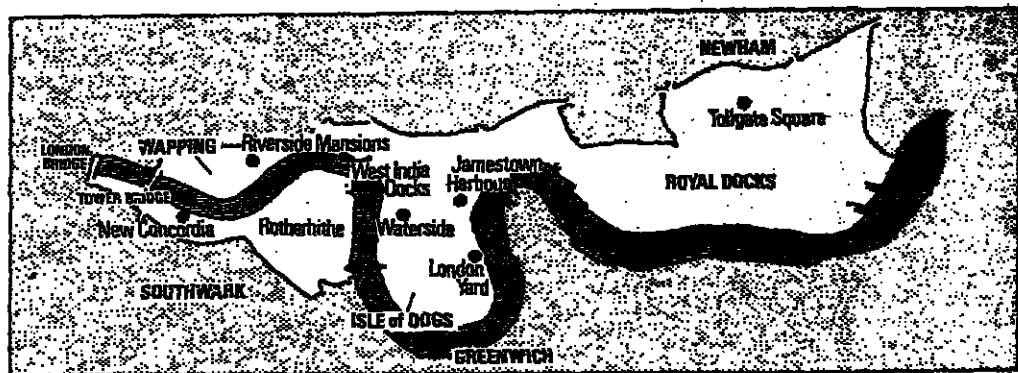 NEWHAM
Tollgate Square
LONDON
BRIDGE
WAPPING
Riverside Mansions
West India
Docks
Jamestown
Harbour
ROYAL DOCKS
TOWER BRIDGE
New Concordia
Rotherhithe
Waterside
London
Yard
SOUTHWARK
ISLE of DOGS
GREENWICH